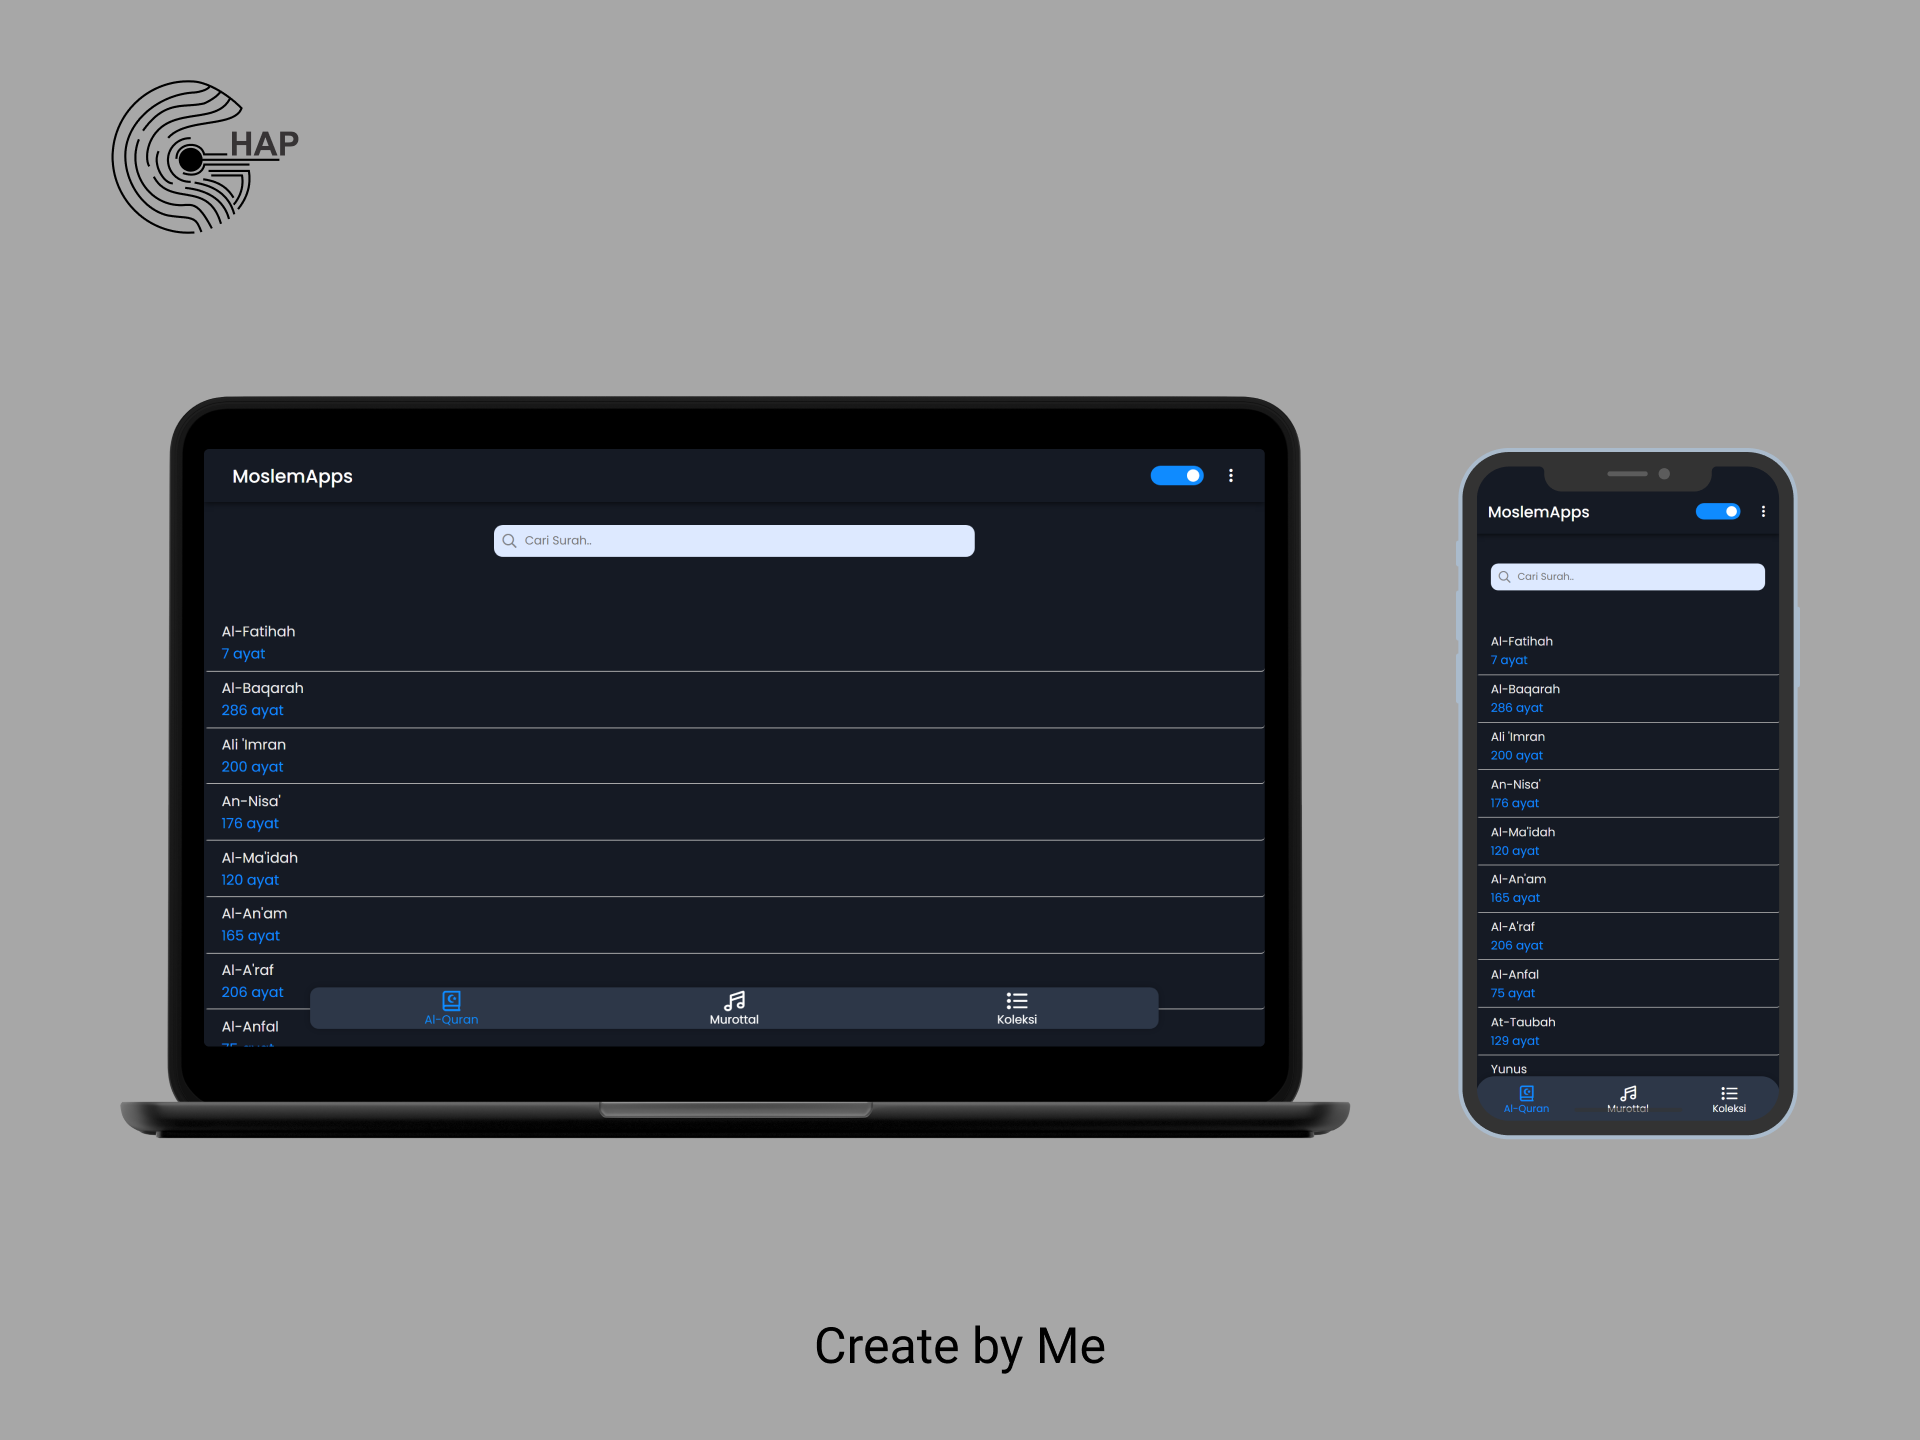 HAP
MoslemApps
Cari Surah..
Al-Fatihah
7 ayat
Al-Baqarah
286 ayat
Ali 'Imran
200 ayat
An-Nisa'
176 ayat
Al-Ma'idah
120 ayat
Al-An'am
165 ayat
Al-A'raf
206 ayat
Al-Anfal
75 ayat
Al-Quran
Murottal
Koleksi
MoslemApps
Cari Surah..
Al-Fatihah
7 ayat
Al-Baqarah
286 ayat
Ali 'Imran
200 ayat
An-Nisa'
176 ayat
Al-Ma'idah
120 ayat
Al-An'am
165 ayat
Al-A'raf
206 ayat
Al-Anfal
75 ayat
At-Taubah
129 ayat
Yunus
Al-Quran
Murottal
Koleksi
Create by Me